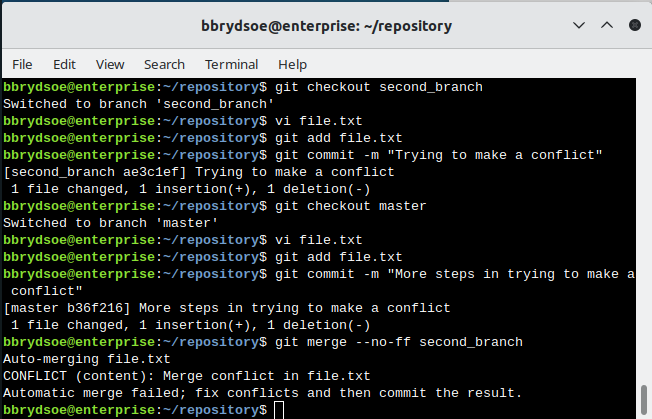 bbrydsoe@enterprise: ~/repository
File Edit View Search Terminal Help
bbrydsoe@enterprise:~/repository$ git checkout second_branch
Switched to branch 'second_branch'
bbrydsoe@enterprise:~/repository$ vi file.txt
bbrydsoe@enterprise:~/repository$ git add file.txt
bbrydsoe@enterprise:~/repository$ git commit -m "Trying to make a conflict"
[second_branch ae3c1ef] Trying to make a conflict
 1 file changed, 1 insertion(+), 1 deletion(-)
bbrydsoe@enterprise:~/repository$ git checkout master
Switched to branch 'master'
bbrydsoe@enterprise:~/repository$ vi file.txt
bbrydsoe@enterprise:~/repository$ git add file.txt
bbrydsoe@enterprise:~/repository$ git commit -m "More steps in trying to make a
 conflict"
[master b36f216] More steps in trying to make a conflict
 1 file changed, 1 insertion(+), 1 deletion(-)
bbrydsoe@enterprise:~/repository$ git merge --no-ff second_branch
Auto-merging file.txt
CONFLICT (content): Merge conflict in file.txt
Automatic merge failed; fix conflicts and then commit the result.
bbrydsoe@enterprise:~/repository$